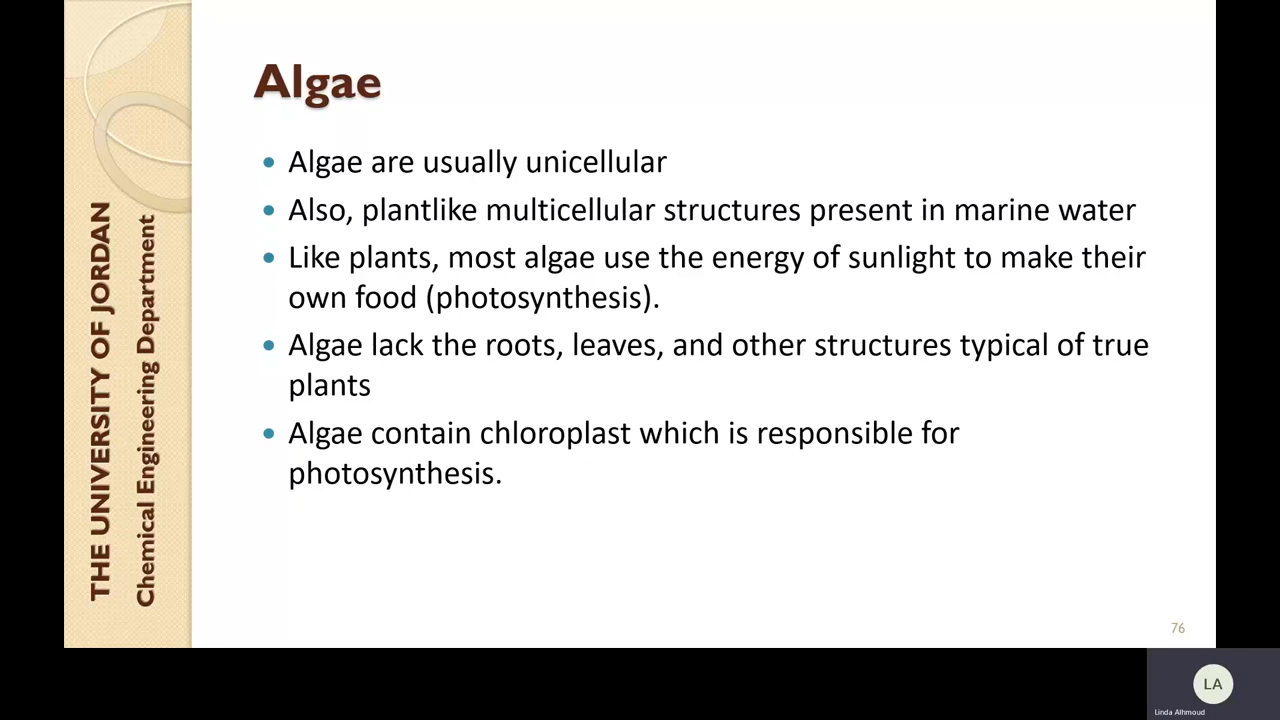 THE UNIVERSITY OF JORDAN
Chemical Engineering Department
Algae
• Algae are usually unicellular
• Also, plantlike multicellular structures present in marine water
• Like plants, most algae use the energy of sunlight to make their
own food (photosynthesis).
• Algae lack the roots, leaves, and other structures typical of true
plants
• Algae contain chloroplast which is responsible for
photosynthesis.
76
LA
Linda Alhmoud